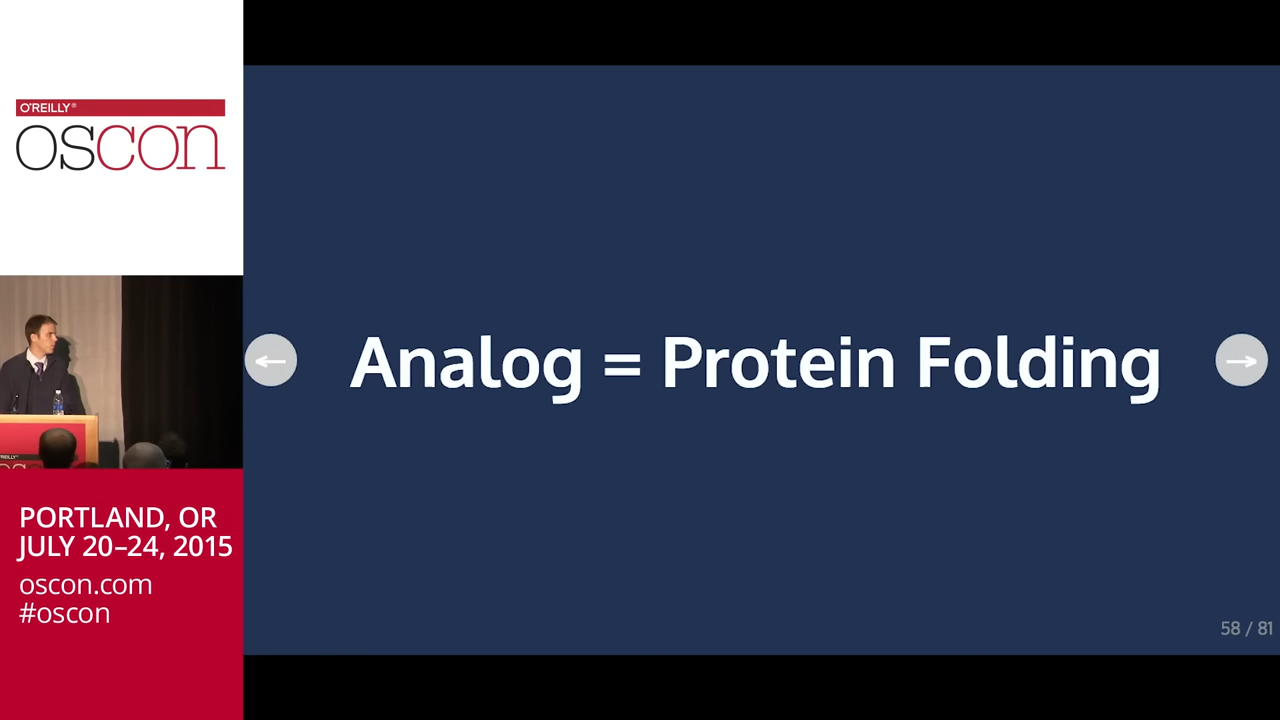 O'REILLY®
oscon
← Analog = Protein Folding →
PORTLAND, OR
JULY 20–24, 2015
oscon.com
#oscon
58 / 81